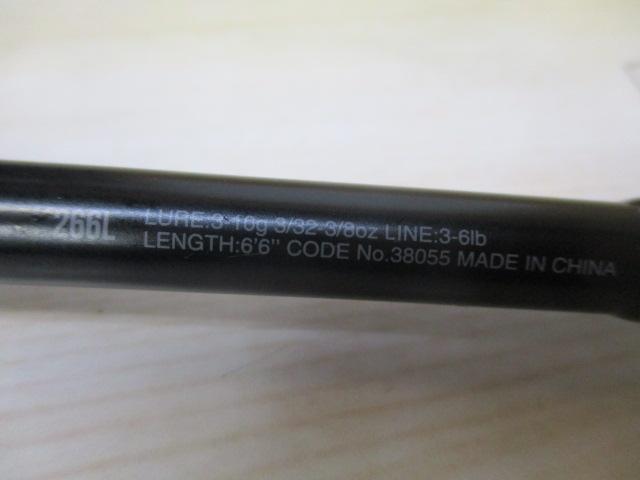 266L
LURE:3-10g 3/32-3/8oz LINE:3-6lb
LENGTH:6'6" CODE No.38055 MADE IN CHINA